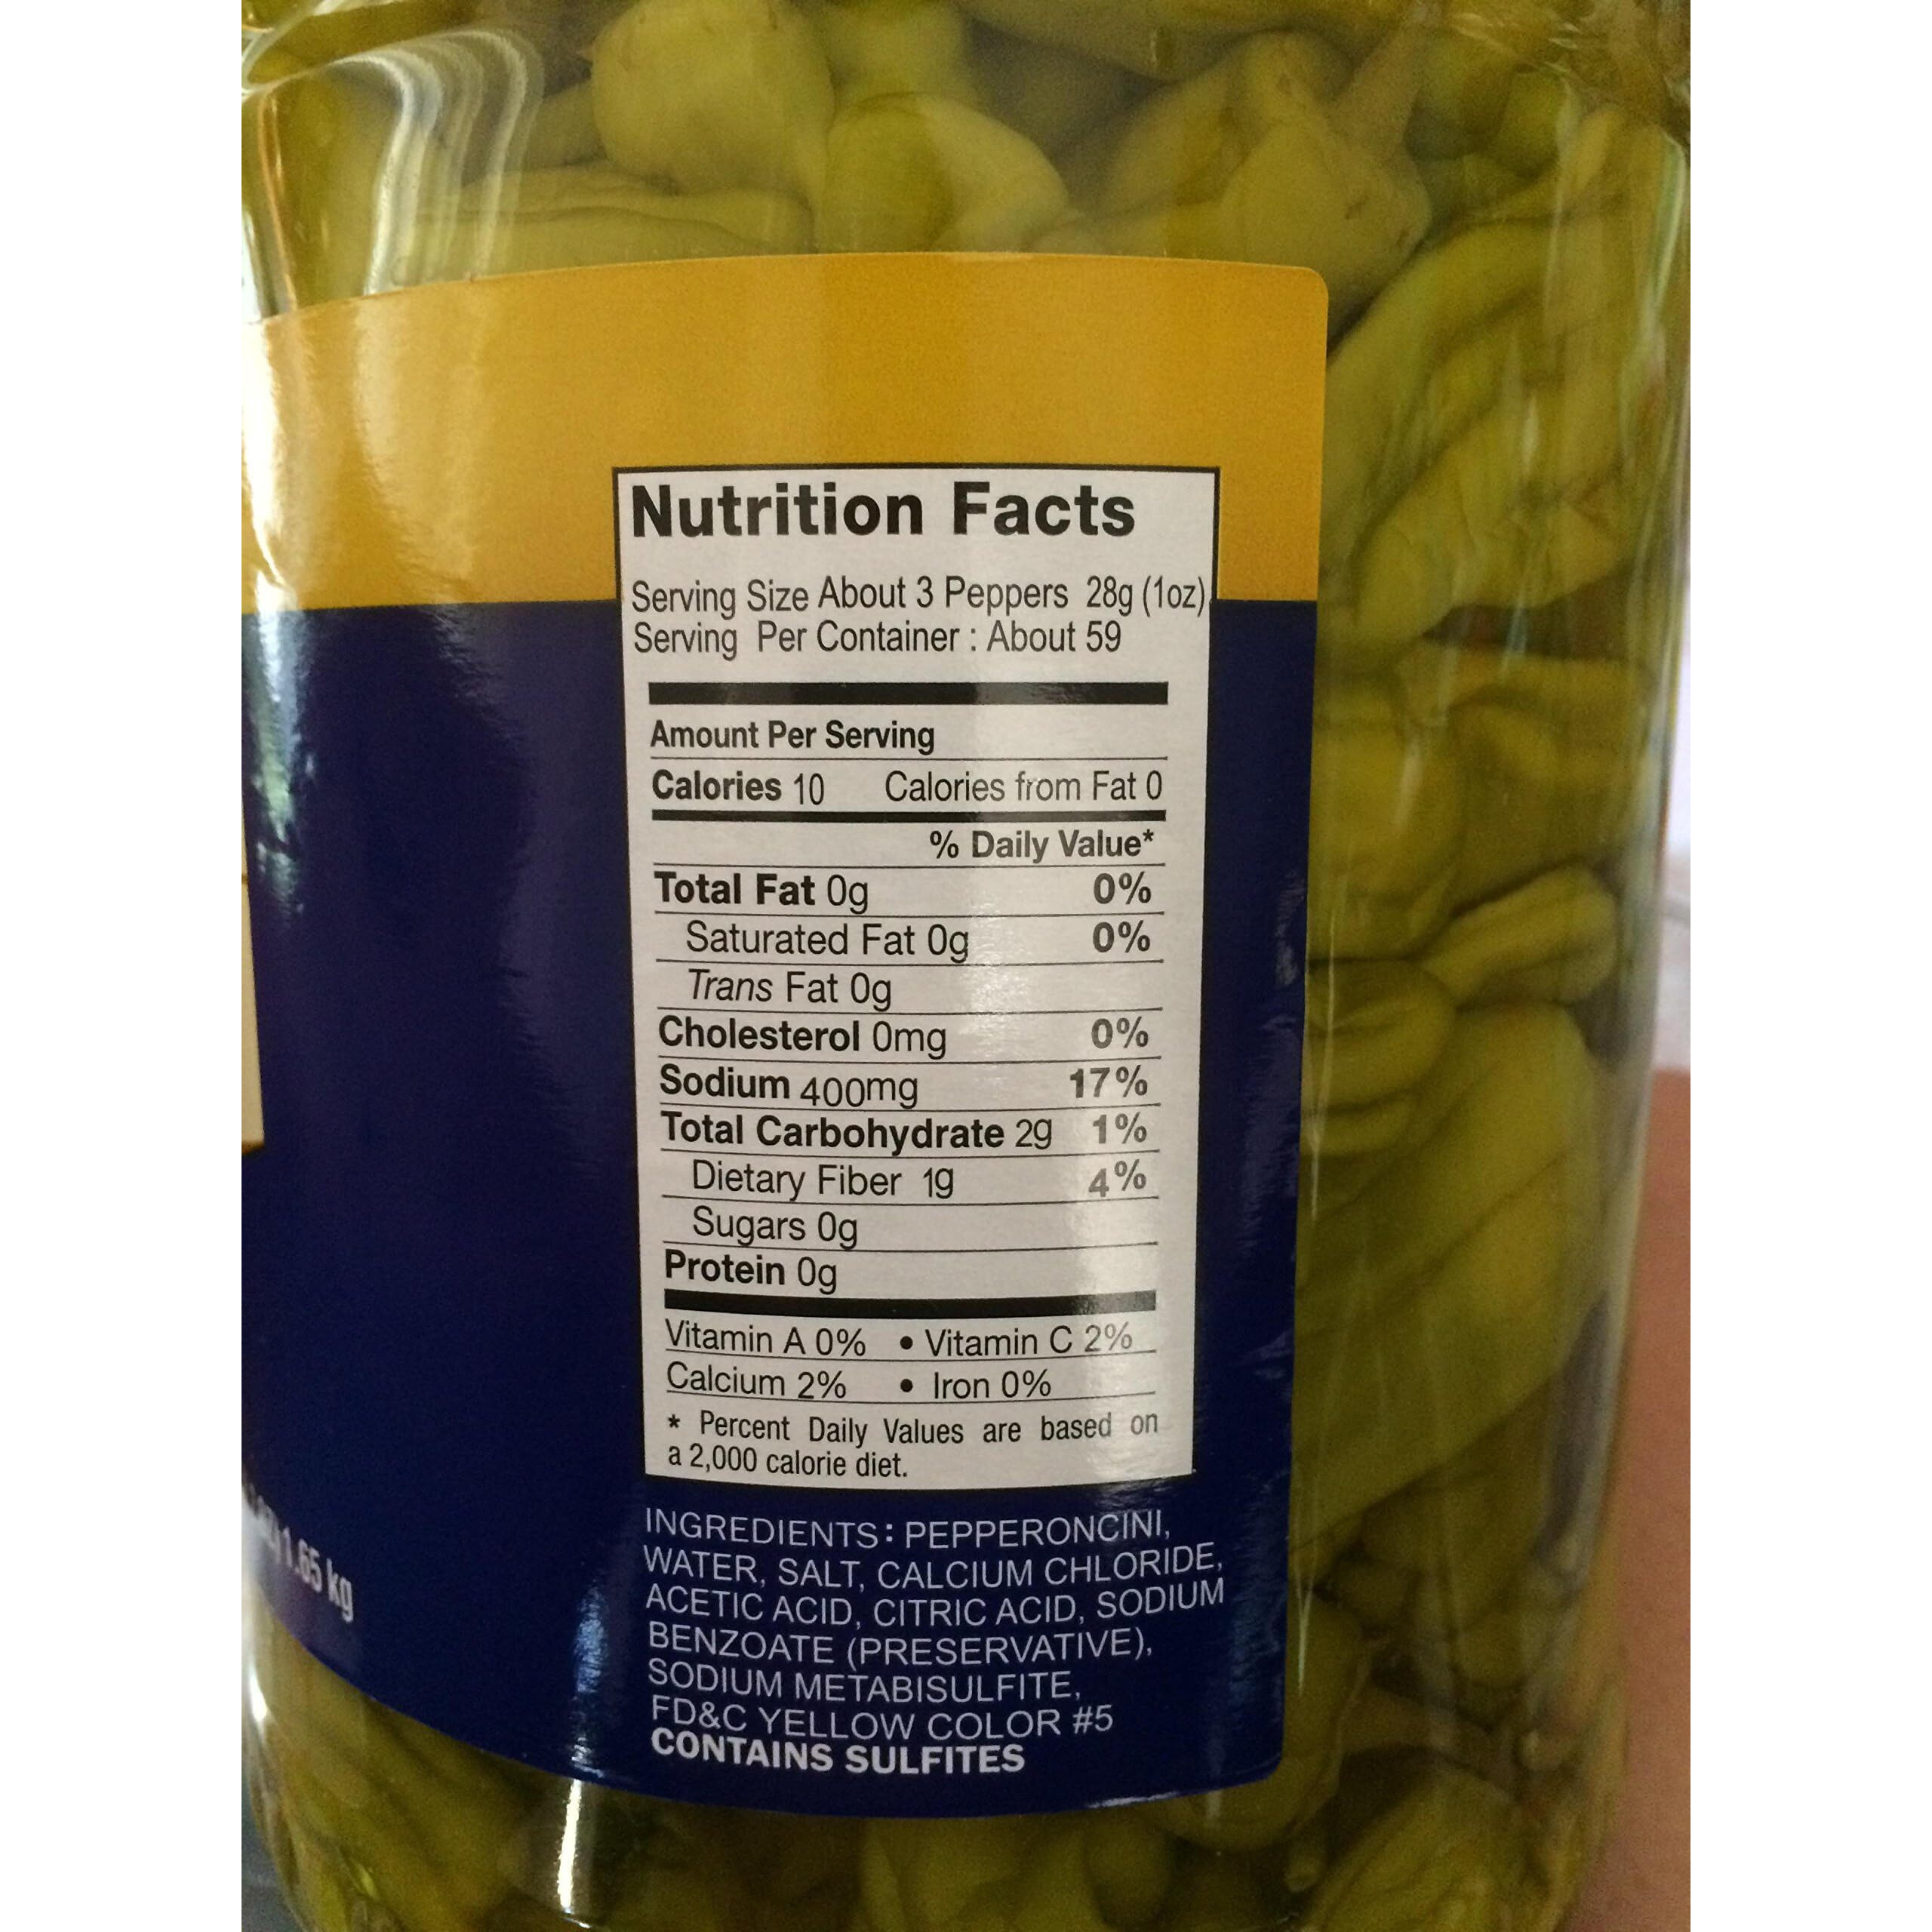 Nutrition Facts
Serving Size About 3 Peppers 28g (1oz)
Serving Per Container : About 59
Amount Per Serving
Calories 10 Calories from Fat 0
% Daily Value*
Total Fat 0g 0%
Saturated Fat 0g 0%
Trans Fat 0g
Cholesterol 0mg 0%
Sodium 400mg 17%
Total Carbohydrate 2g 1%
Dietary Fiber 1g 4%
Sugars 0g
Protein 0g
Vitamin A 0% • Vitamin C 2%
Calcium 2% • Iron 0%
* Percent Daily Values are based on
a 2,000 calorie diet.
1.65 kg
INGREDIENTS: PEPPERONCINI,
WATER, SALT, CALCIUM CHLORIDE,
ACETIC ACID, CITRIC ACID, SODIUM
BENZOATE (PRESERVATIVE),
SODIUM METABISULFITE,
FD&C YELLOW COLOR #5
CONTAINS SULFITES